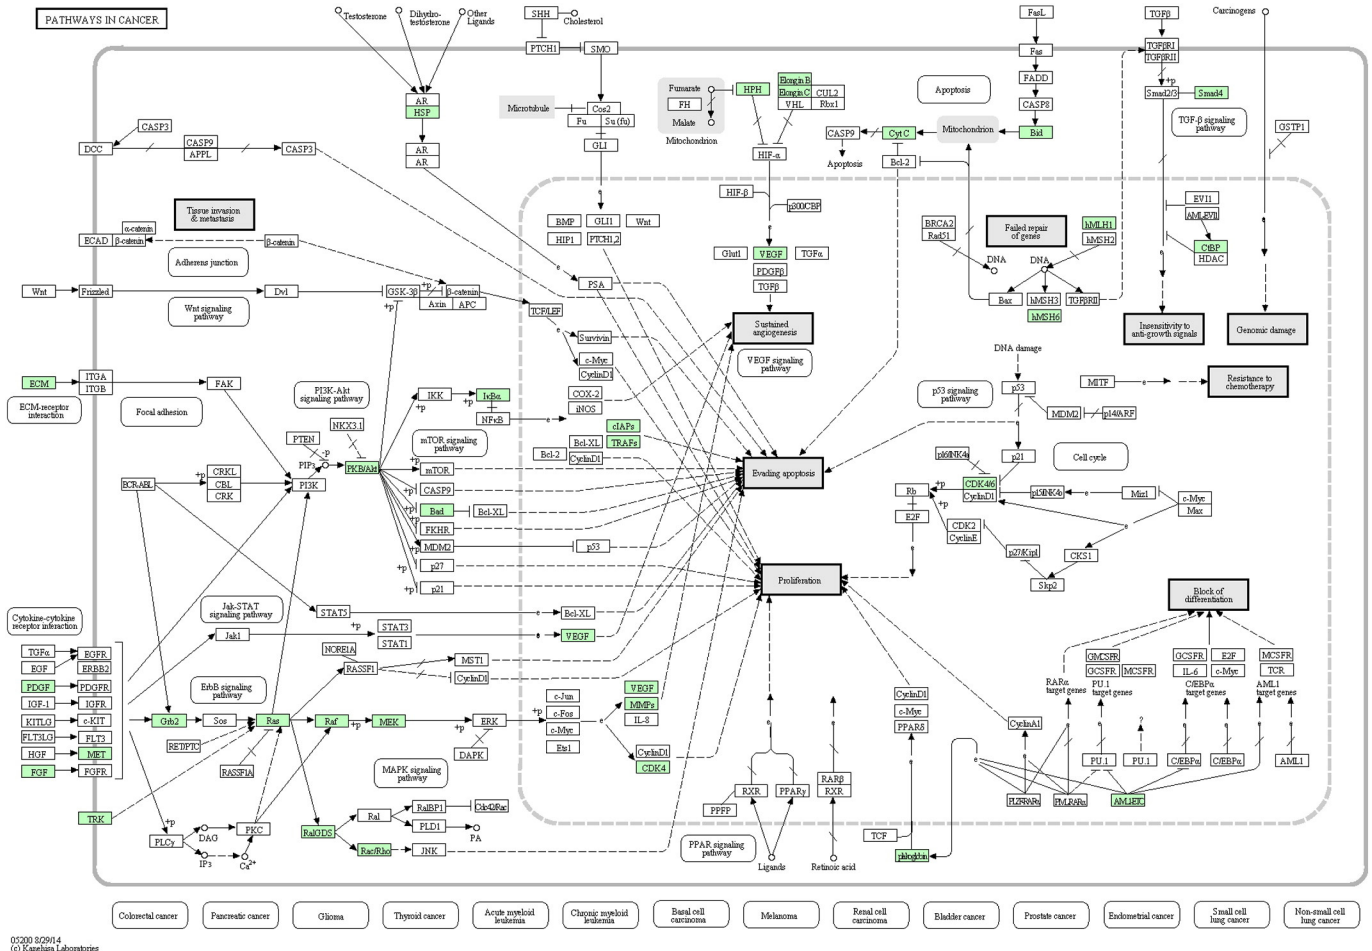 PATHWAYS IN CANCER
Testosterone
Dihydro-
testosterone
Other
Ligands
SHH
Cholesterol
PTCH1
SMO
FasL
Fas
FADD
CASP8
Bid
TGFβ
TGFβRI
TGFβRII
+p
Smad2/3
Smad4
TGF-β signaling
pathway
Carcinogens
GSTP1
AR
HSP
AR
AR
Microtubule
Cos2
Fu
Su (fu)
GLI
Fumarate
FH
Malate
Mitochondrion
HPH
Elongin B
Elongin C
CUL2
VHL
Rbx1
HIF-α
Apoptosis
Mitochondrion
CASP9
Cyt C
Apoptosis
Bcl-2
DCC
CASP3
CASP9
APPL
CASP3
e
HIF-β
p300/CBP
e
Tissue invasion
& metastasis
α-catenin
ECAD
β-catenin
β-catenin
Adherens junction
BMP
GLI1
Wnt
HIP1
PTCH1,2
Glut1
VEGF
TGFα
PDGFβ
TGFβ
BRCA2
Rad51
DNA
Failed repair
of genes
hMLH1
hMSH2
DNA
Bax
hMSH3
TGFβRII
hMSH6
EVI1
AML-EVI1
CtBP
HDAC
e
e
Wnt
Frizzled
Dvl
GSK-3β
+p
β-catenin
Axin
APC
+p
Wnt signaling
pathway
TCF/LEF
e
PSA
e
Survivin
c-Myc
CyclinD1
Sustained
angiogenesis
VEGF signaling
pathway
Insensitivity to
anti-growth signals
Genomic damage
DNA damage
p53
MDM2
p14/ARF
p53 signaling
pathway
MITF
e
Resistance to
chemotherapy
ECM
ITGA
ITGB
FAK
ECM-receptor
interaction
Focal adhesion
PI3K-Akt
signaling pathway
IKK
+p
+p
IκBα
NFκB
e
COX-2
iNOS
NKX3.1
PTEN
-p
PIP3
PKB/Akt
mTOR signaling
pathway
cIAPs
Bcl-XL
TRAFs
Bcl-2
CyclinD1
Evading apoptosis
p21
p16INK4a
Cell cycle
BCR-ABL
+p
CRKL
CBL
CRK
PI3K
+p
mTOR
+p
CASP9
+p
Bad
Bcl-XL
+p
FKHR
+p
MDM2
p53
p27
+p
p21
+p
Rb
+p
CDK4/6
CyclinD1
p15INK4b
e
Miz1
c-Myc
Max
E2F
+p
CDK2
CyclinE
p27/Kip1
CKS1
e
Skp2
e
Proliferation
Block of
differentiation
Jak-STAT
signaling pathway
STAT5
e
Bcl-XL
Cytokine-cytokine
receptor interaction
Jak1
+p
STAT3
STAT1
e
VEGF
TGFα
EGF
EGFR
ERBB2
PDGF
PDGFR
IGF-1
IGFR
KITLG
c-KIT
FLT3LG
FLT3
HGF
MET
FGF
FGFR
TRK
NORE1A
RASSF1
MST1
CyclinD1
ErbB signaling
pathway
Grb2
Sos
Ras
Raf
+p
MEK
+p
ERK
e
DAPK
RET/PTC
RASSF1A
c-Jun
c-Fos
c-Myc
Ets1
e
VEGF
MMPs
IL-8
CyclinD1
CDK4
MAPK signaling
pathway
CyclinD1
c-Myc
PPARδ
e
CyclinA1
RARα
target genes
GMCSFR
GCSFR
MCSFR
PU.1
target genes
GCSFR
E2F
IL-6
c-Myc
C/EBPα
target genes
MCSFR
TCR
AML1
target genes
?
PU.1
PU.1
C/EBPα
C/EBPα
AML1
e
PLZF-RARα
PML-RARα
AML1-ETO
e
e
RXR
PPARγ
PPFP
RARβ
RXR
+p
PLCγ
DAG
IP3
PKC
Ca2+
RalGDS
Ral
RalBP1
Cdc42/Rac
PLD1
PA
Rac/Rho
JNK
PPAR signaling
pathway
Ligands
Retinoic acid
TCF
γ-catenin
Colorectal cancer
Pancreatic cancer
Glioma
Thyroid cancer
Acute myeloid
leukemia
Chronic myeloid
leukemia
Basal cell
carcinoma
Melanoma
Renal cell
carcinoma
Bladder cancer
Prostate cancer
Endometrial cancer
Small cell
lung cancer
Non-small cell
lung cancer
05200 8/29/14
(c) Kanehisa Laboratories